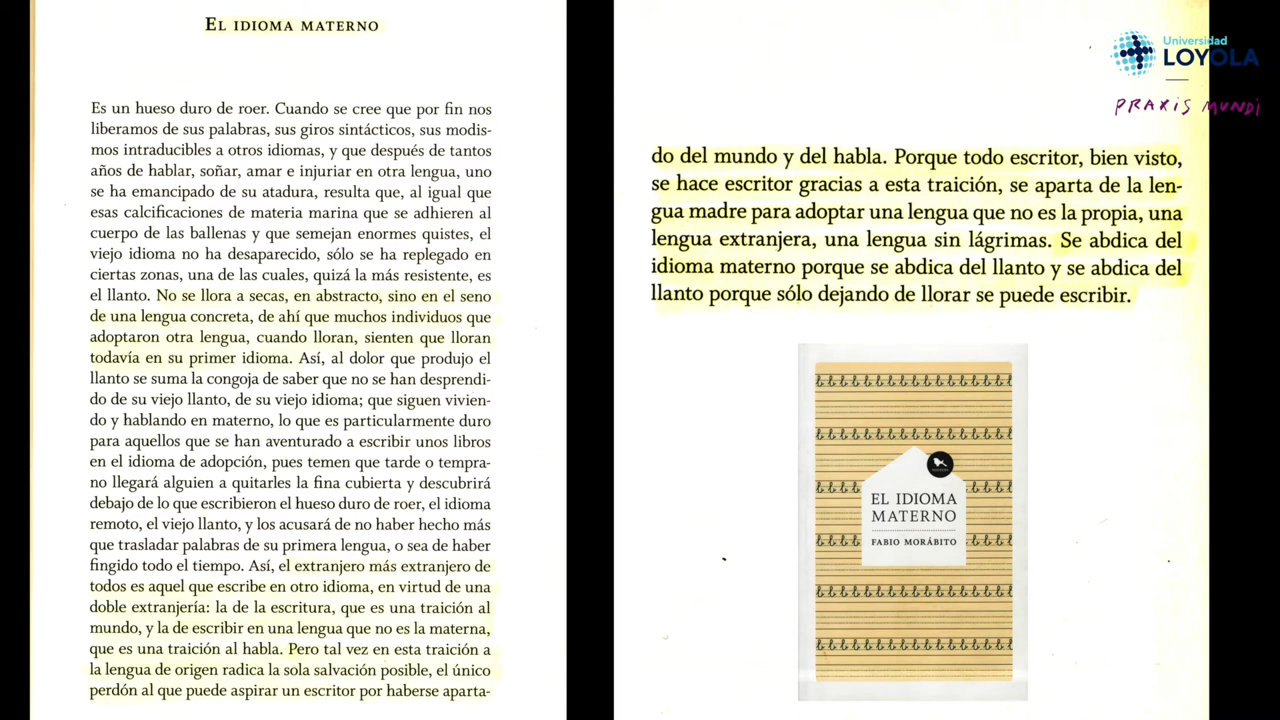 EL IDIOMA MATERNO
Es un hueso duro de roer. Cuando se cree que por fin nos
liberamos de sus palabras, sus giros sintácticos, sus modis-
mos intraducibles a otros idiomas, y que después de tantos
años de hablar, soñar, amar e injuriar en otra lengua, uno
se ha emancipado de su atadura, resulta que, al igual que
esas calcificaciones de materia marina que se adhieren al
cuerpo de las ballenas y que semejan enormes quistes, el
viejo idioma no ha desaparecido, sólo se ha replegado en
ciertas zonas, una de las cuales, quizá la más resistente, es
el llanto. No se llora a secas, en abstracto, sino en el seno
de una lengua concreta, de ahí que muchos individuos que
adoptaron otra lengua, cuando lloran, sienten que lloran
todavía en su primer idioma. Así, al dolor que produjo el
llanto se suma la congoja de saber que no se han desprendi-
do de su viejo llanto, de su viejo idioma; que siguen vivien-
do y hablando en materno, lo que es particularmente duro
para aquellos que se han aventurado a escribir unos libros
en el idioma de adopción, pues temen que tarde o tempra-
no llegará alguien a quitarles la fina cubierta y descubrirá
debajo de lo que escribieron el hueso duro de roer, el idioma
remoto, el viejo llanto, y los acusará de no haber hecho más
que trasladar palabras de su primera lengua, o sea de haber
fingido todo el tiempo. Así, el extranjero más extranjero de
todos es aquel que escribe en otro idioma, en virtud de una
doble extranjería: la de la escritura, que es una traición al
mundo, y la de escribir en una lengua que no es la materna,
que es una traición al habla. Pero tal vez en esta traición a
la lengua de origen radica la sola salvación posible, el único
perdón al que puede aspirar un escritor por haberse aparta-
Universidad
LOYOLA
PRAXIS MUNDI
do del mundo y del habla. Porque todo escritor, bien visto,
se hace escritor gracias a esta traición, se aparta de la len-
gua madre para adoptar una lengua que no es la propia, una
lengua extranjera, una lengua sin lágrimas. Se abdica del
idioma materno porque se abdica del llanto y se abdica del
llanto porque sólo dejando de llorar se puede escribir.
EL IDIOMA
MATERNO
FABIO MORÁBITO